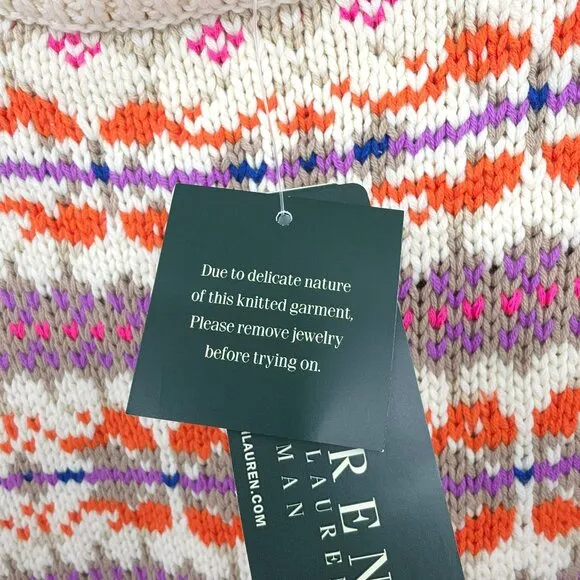 Due to delicate nature
of this knitted garment,
Please remove jewelry
before trying on.
REN
LAUREN
MAN
LAUREN.COM